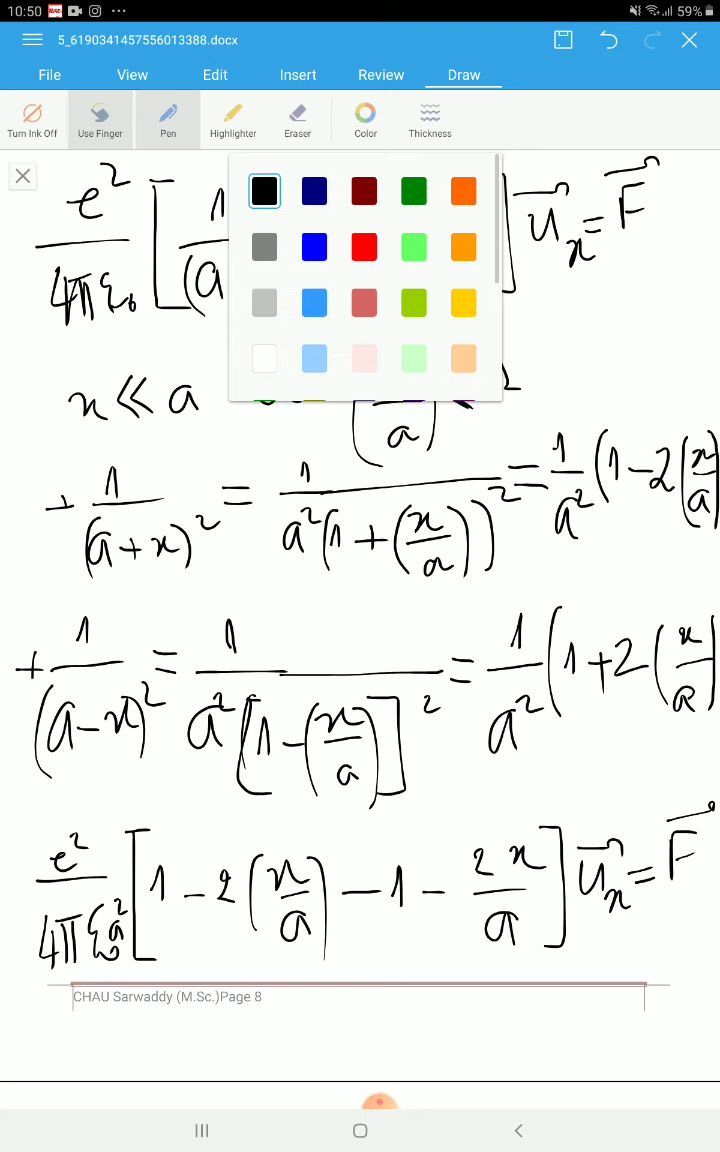 10:50 59%
5_6190341457556013388.docx
File View Edit Insert Review Draw
Turn Ink Off Use Finger Pen Highlighter Eraser Color Thickness
e² / 4πε₀ [ 1 / (a ] u⃗ₓ = F⃗
x ≪ a ( / a ) 2
+ 1 / (a + x)² = 1 / a²(1 + (x/a))² = 1/a² (1 - 2(x/a)
+ 1 / (a - x)² = 1 / a²[1 - (x/a)]² = 1/a² (1 + 2(x/a)
e² / 4πε₀a² [1 - 2(x/a) - 1 - 2x/a] u⃗ₓ = F⃗
CHAU Sarwaddy (M.Sc.)Page 8